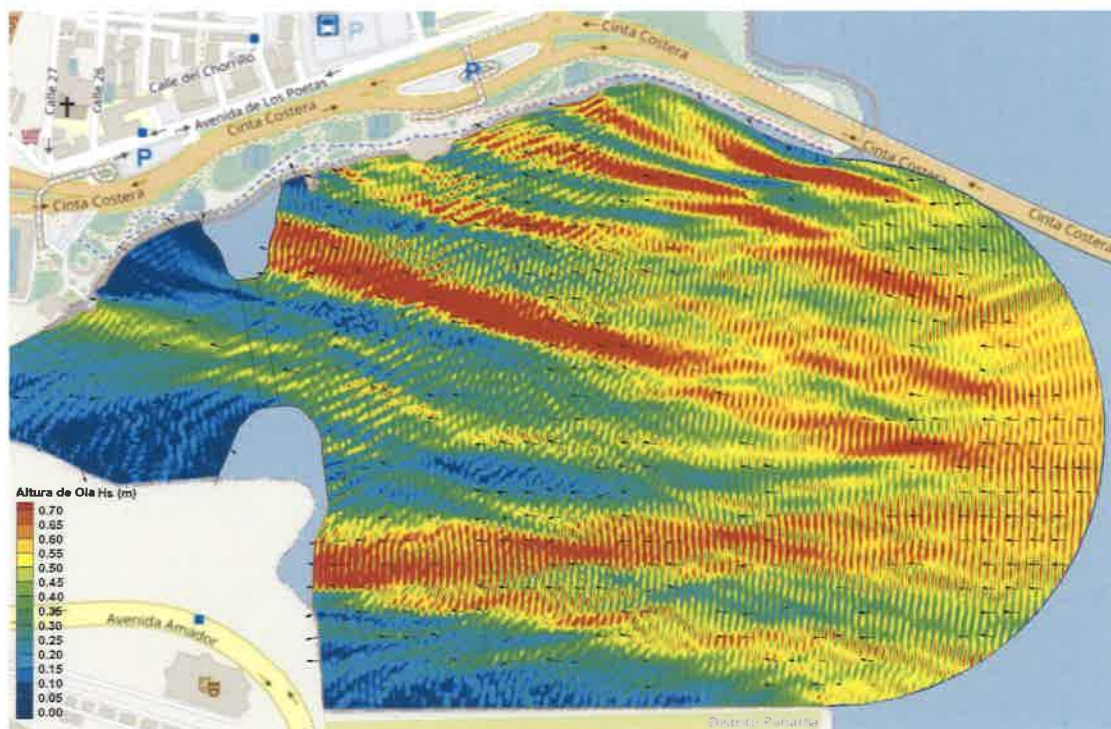 Cinta Costera
P
P
Calle del Chorrillo
Calle 27
Calle 26
Avenida de Los Poetas
Cinta Costera
P
Cinta Costera
Cinta Costera
Cinta Costera
Altura de Ola Hs. (m)
0.70
0.65
0.60
0.55
0.50
0.45
0.40
0.35
0.30
0.25
0.20
0.15
0.10
0.05
0.00
Avenida Amador
Distrito Panamá